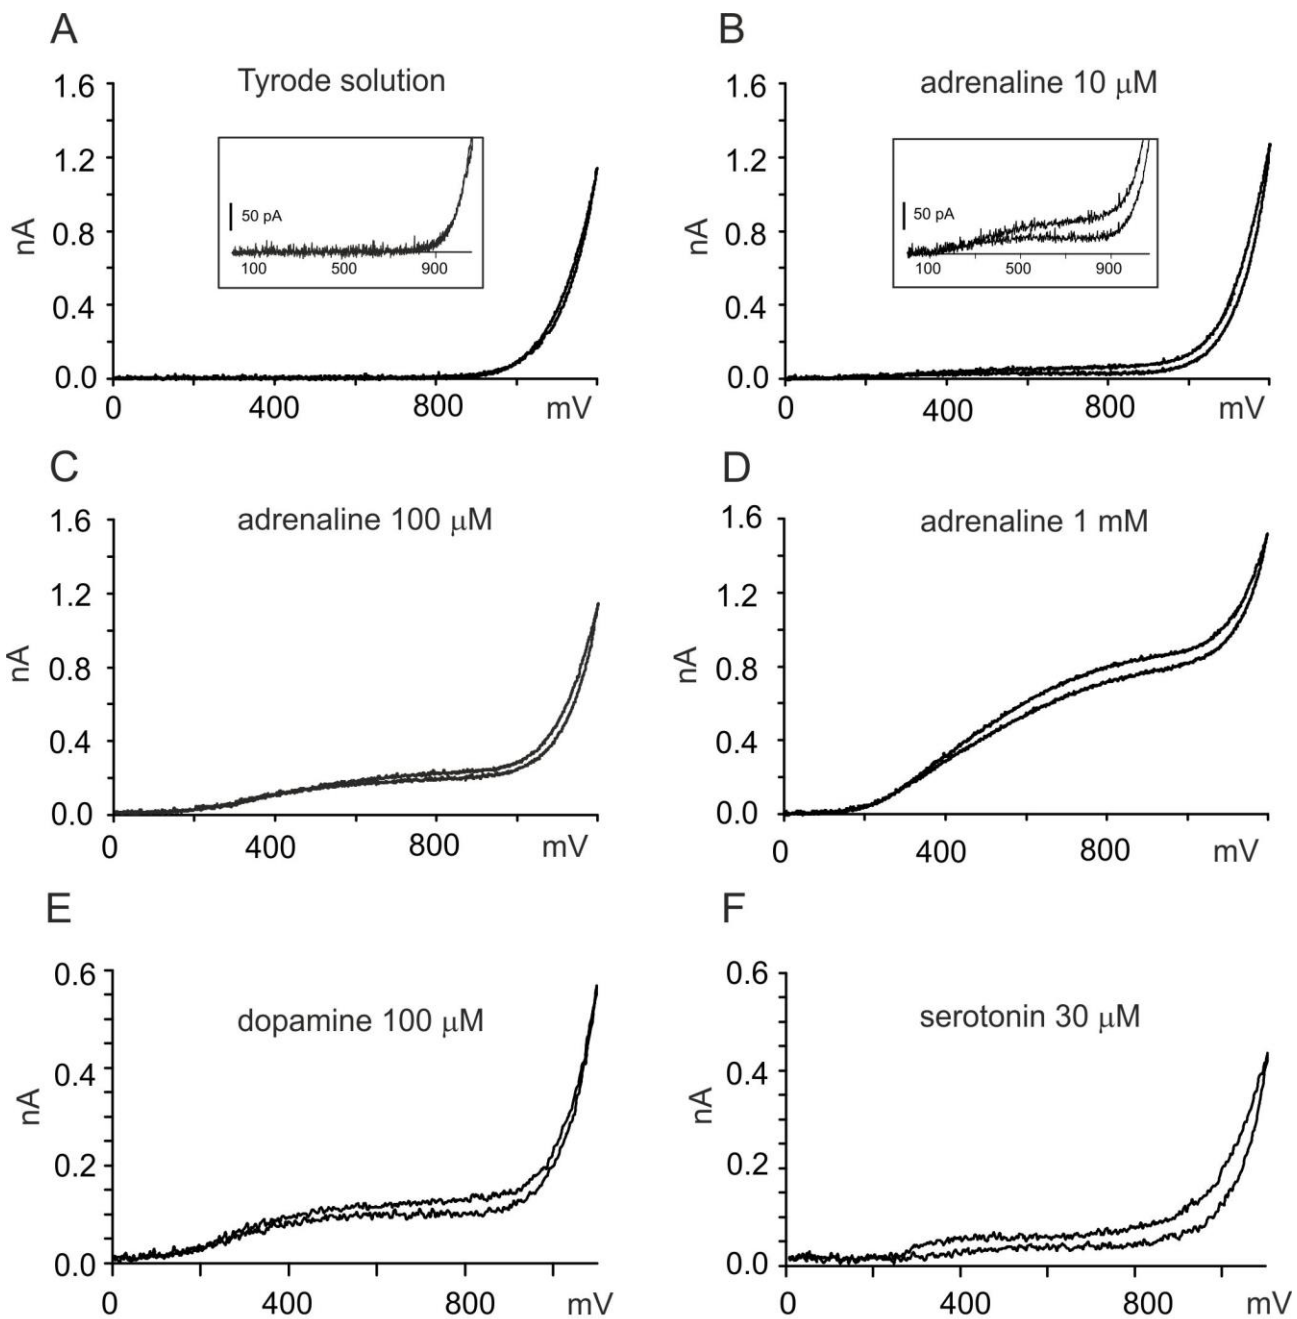 A
Tyrode solution
1.6
1.2
0.8
0.4
0.0
nA
50 pA
100 500 900
0 400 800 mV
B
adrenaline 10 μM
1.6
1.2
0.8
0.4
0.0
nA
50 pA
100 500 900
0 400 800 mV
C
adrenaline 100 μM
1.6
1.2
0.8
0.4
0.0
nA
0 400 800 mV
D
adrenaline 1 mM
1.6
1.2
0.8
0.4
0.0
nA
0 400 800 mV
E
dopamine 100 μM
0.6
0.4
0.2
0.0
nA
0 400 800 mV
F
serotonin 30 μM
0.6
0.4
0.2
0.0
nA
0 400 800 mV